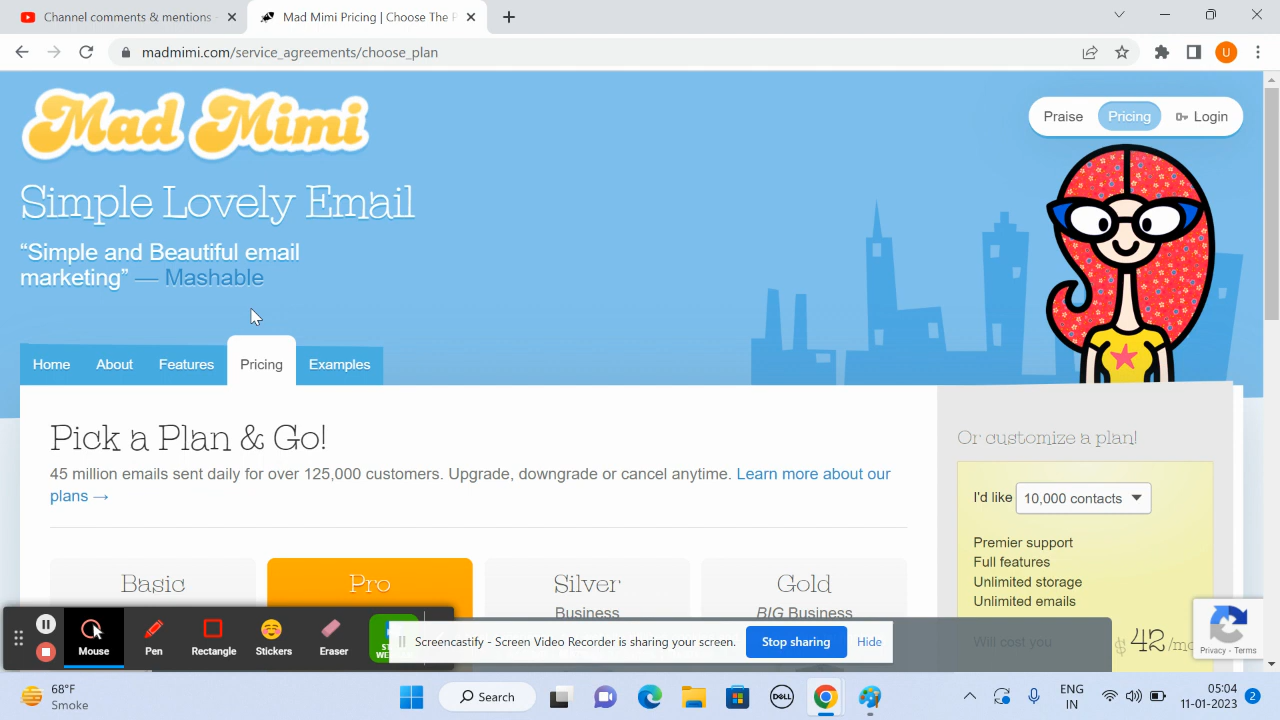 Channel comments & mentions -
Mad Mimi Pricing | Choose The P
madmimi.com/service_agreements/choose_plan
U
Mad Mimi
Praise
Pricing
Login
Simple Lovely Email
“Simple and Beautiful email
marketing” — Mashable
Home
About
Features
Pricing
Examples
Pick a Plan & Go!
45 million emails sent daily for over 125,000 customers. Upgrade, downgrade or cancel anytime. Learn more about our
plans →
Or customize a plan!
I'd like 10,000 contacts
Premier support
Full features
Unlimited storage
Unlimited emails
Will cost you $42/mo
Basic
Pro
Silver
Business
Gold
BIG Business
Mouse
Pen
Rectangle
Stickers
Eraser
Screencastify - Screen Video Recorder is sharing your screen.
Stop sharing
Hide
Privacy - Terms
68°F
Smoke
Search
DELL
ENG
IN
05:04
11-01-2023
2